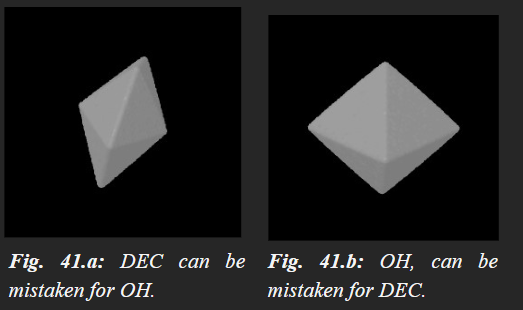 Fig. 41.a: DEC can be
mistaken for OH.
Fig. 41.b: OH, can be
mistaken for DEC.